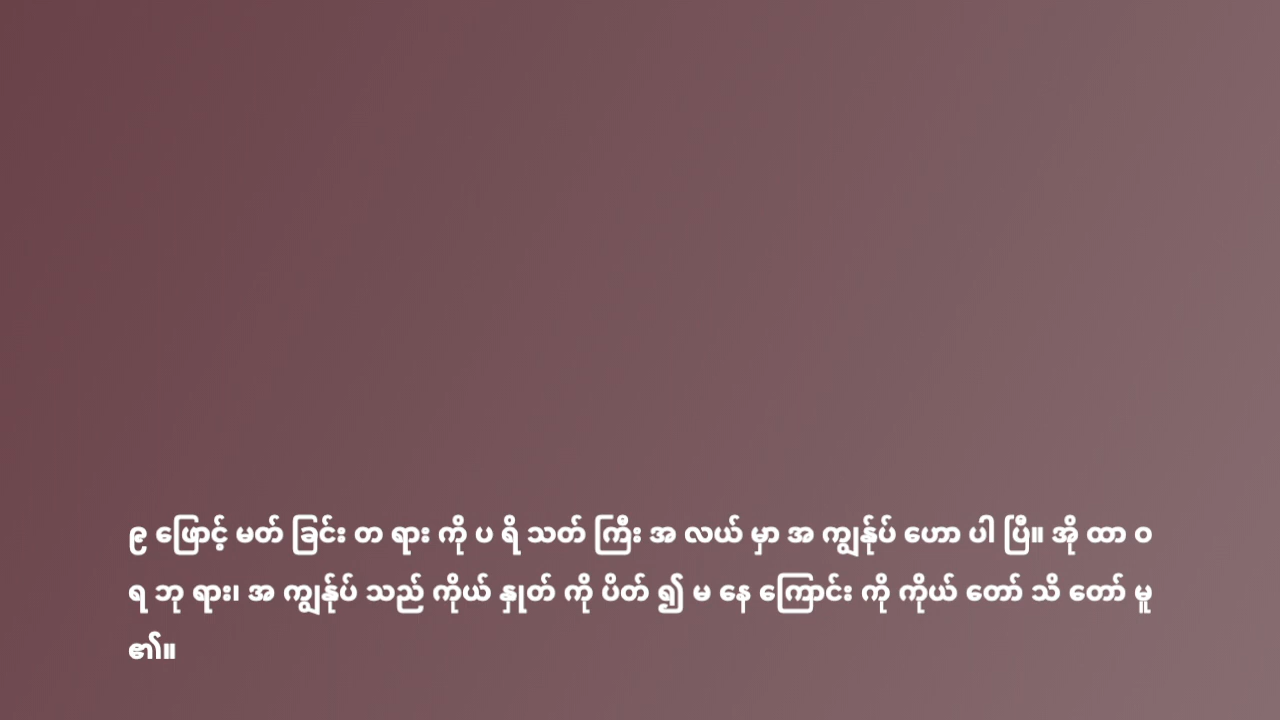 ၉ ဖြောင့် မတ် ခြင်း တ ရား ကို ပ ရိ သတ် ကြီး အ လယ် မှာ အ ကျွန်ုပ် ဟော ပါ ပြီ။ အို ထာ ဝ
ရ ဘု ရား၊ အ ကျွန်ုပ် သည် ကိုယ် နှုတ် ကို ပိတ် ၍ မ နေ ကြောင်း ကို ကိုယ် တော် သိ တော် မူ
၏။